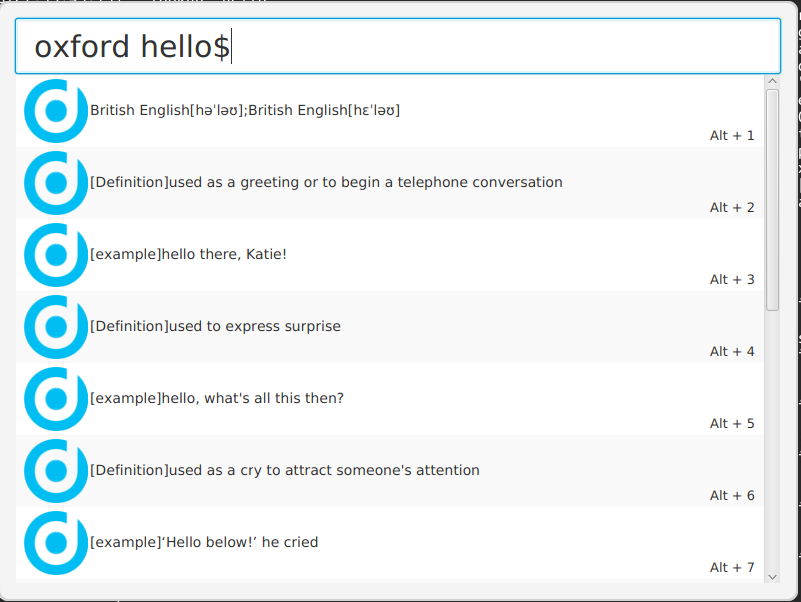 oxford hello$
British English[həˈləʊ];British English[hɛˈləʊ]
Alt + 1
[Definition]used as a greeting or to begin a telephone conversation
Alt + 2
[example]hello there, Katie!
Alt + 3
[Definition]used to express surprise
Alt + 4
[example]hello, what's all this then?
Alt + 5
[Definition]used as a cry to attract someone's attention
Alt + 6
[example]‘Hello below!’ he cried
Alt + 7